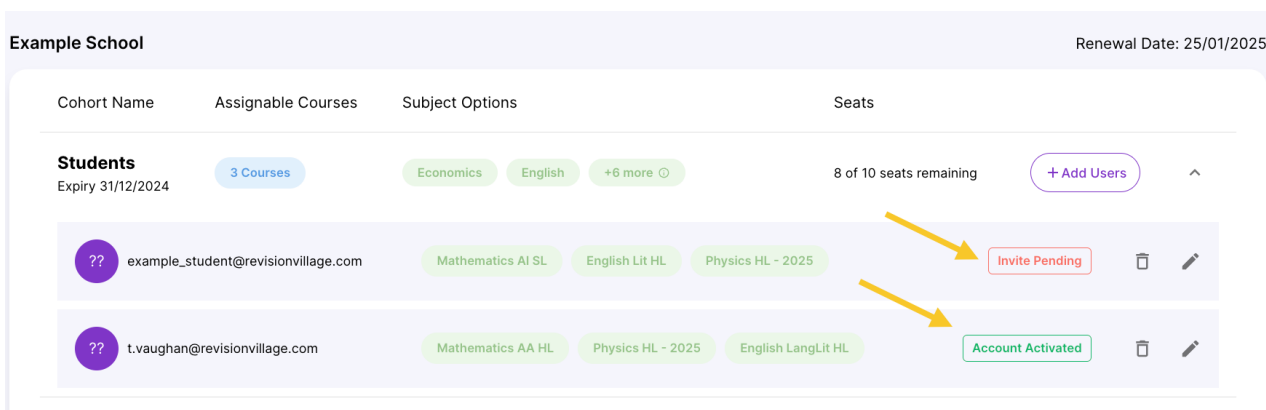 Example School
Renewal Date: 25/01/2025
Cohort Name Assignable Courses Subject Options Seats
Students
Expiry 31/12/2024
3 Courses Economics English +6 more 8 of 10 seats remaining + Add Users
?? example_student@revisionvillage.com Mathematics AI SL English Lit HL Physics HL - 2025 Invite Pending
?? t.vaughan@revisionvillage.com Mathematics AA HL Physics HL - 2025 English LangLit HL Account Activated